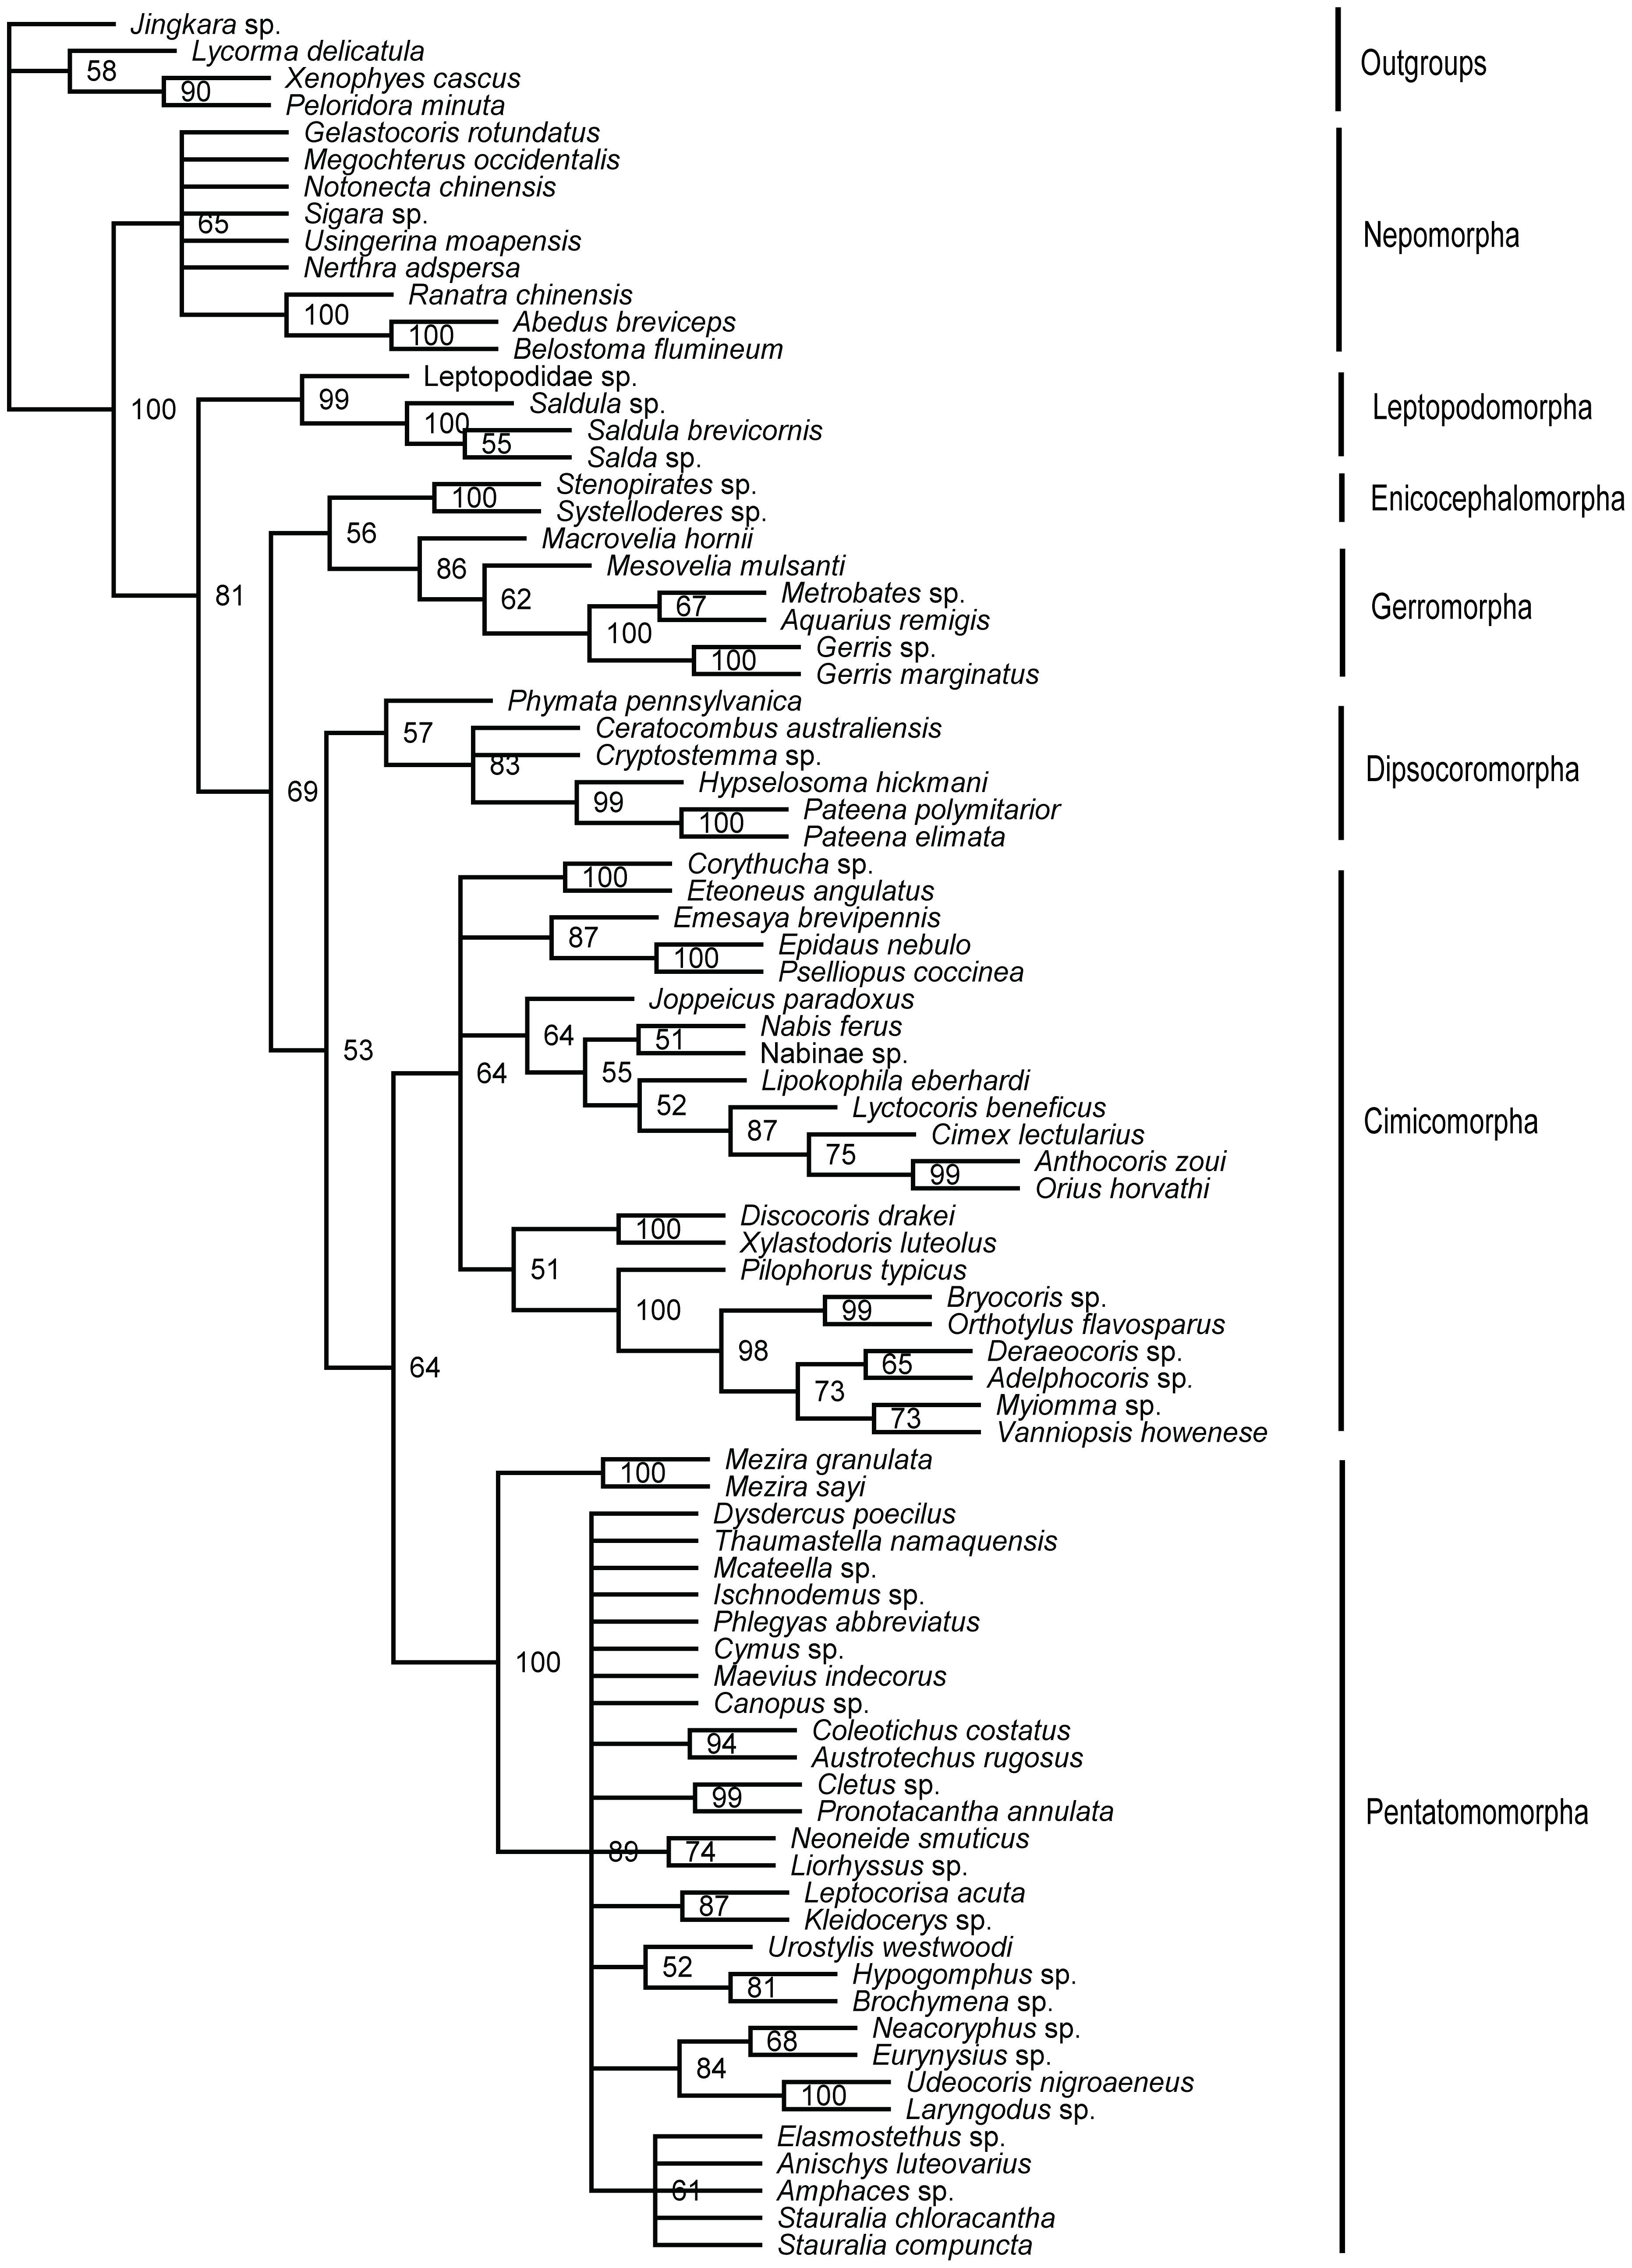 Jingkara sp.
Lycorma delicatula
58
Outgroups
Xenophyes cascus
90
Peloridora minuta
Gelastocoris rotundatus
Megochterus occidentalis
Notonecta chinensis
Sigara sp.
65
Nepomorpha
Usingerina moapensis
Nerthra adspersa
Ranatra chinensis
100
Abedus breviceps
100
Belostoma flumineum
Leptopodidae sp.
99
Saldula sp.
100
100
Leptopodomorpha
Saldula brevicornis
55
Salda sp.
Stenopirates sp.
100
Enicocephalomorpha
Systelloderes sp.
56
Macrovelia hornii
86
Mesovelia mulsanti
81
62
Metrobates sp.
67
Gerromorpha
Aquarius remigis
100
Gerris sp.
100
Gerris marginatus
Phymata pennsylvanica
57
Ceratocombus australiensis
Cryptostemma sp.
83
Dipsocoromorpha
Hypselosoma hickmani
69
99
Pateena polymitarior
100
Pateena elimata
Corythucha sp.
100
Eteoneus angulatus
Emesaya brevipennis
87
Epidaus nebulo
100
Pselliopus coccinea
Joppeicus paradoxus
64
Nabis ferus
51
Nabinae sp.
53
64
55
Lipokophila eberhardi
52
Lyctocoris beneficus
Cimicomorpha
87
Cimex lectularius
75
Anthocoris zoui
99
Orius horvathi
Discocoris drakei
100
Xylastodoris luteolus
51
Pilophorus typicus
100
Bryocoris sp.
99
Orthotylus flavosparus
98
Deraeocoris sp.
65
Adelphocoris sp.
64
73
Myiomma sp.
73
Vanniopsis howenese
Mezira granulata
100
Mezira sayi
Dysdercus poecilus
Thaumastella namaquensis
Mcateella sp.
Ischnodemus sp.
Phlegyas abbreviatus
Cymus sp.
100
Maevius indecorus
Canopus sp.
Coleotichus costatus
94
Austrotechus rugosus
Cletus sp.
99
Pentatomomorpha
Pronotacantha annulata
Neoneide smuticus
89
74
Liorhyssus sp.
Leptocorisa acuta
87
Kleidocerys sp.
Urostylis westwoodi
52
Hypogomphus sp.
81
Brochymena sp.
Neacoryphus sp.
68
Eurynysius sp.
84
Udeocoris nigroaeneus
100
Laryngodus sp.
Elasmostethus sp.
Anischys luteovarius
61
Amphaces sp.
Stauralia chloracantha
Stauralia compuncta